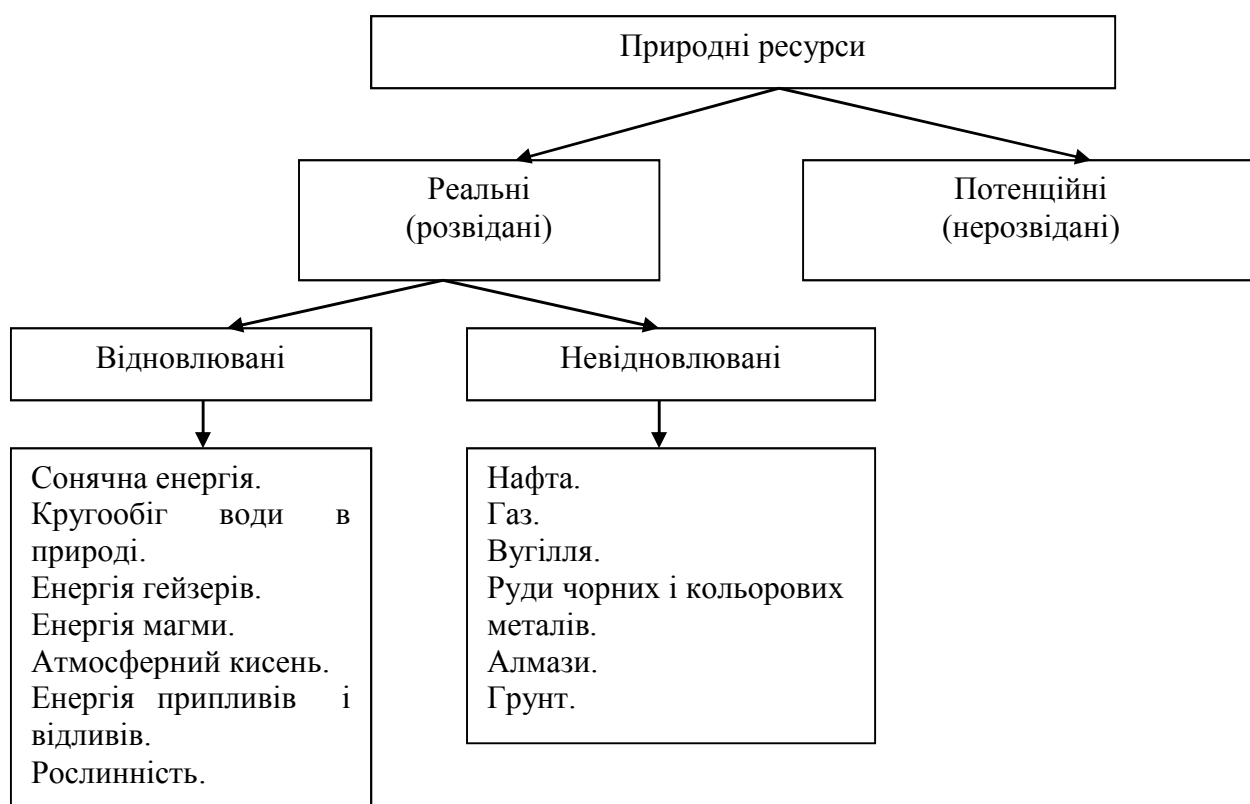 Природні ресурси
Реальні
(розвідані)
Потенційні
(нерозвідані)
Відновлювані
Невідновлювані
Сонячна енергія.
Кругообіг води в
природі.
Енергія гейзерів.
Енергія магми.
Атмосферний кисень.
Енергія припливів і
відливів.
Рослинність.
Нафта.
Газ.
Вугілля.
Руди чорних і кольорових
металів.
Алмази.
Грунт.